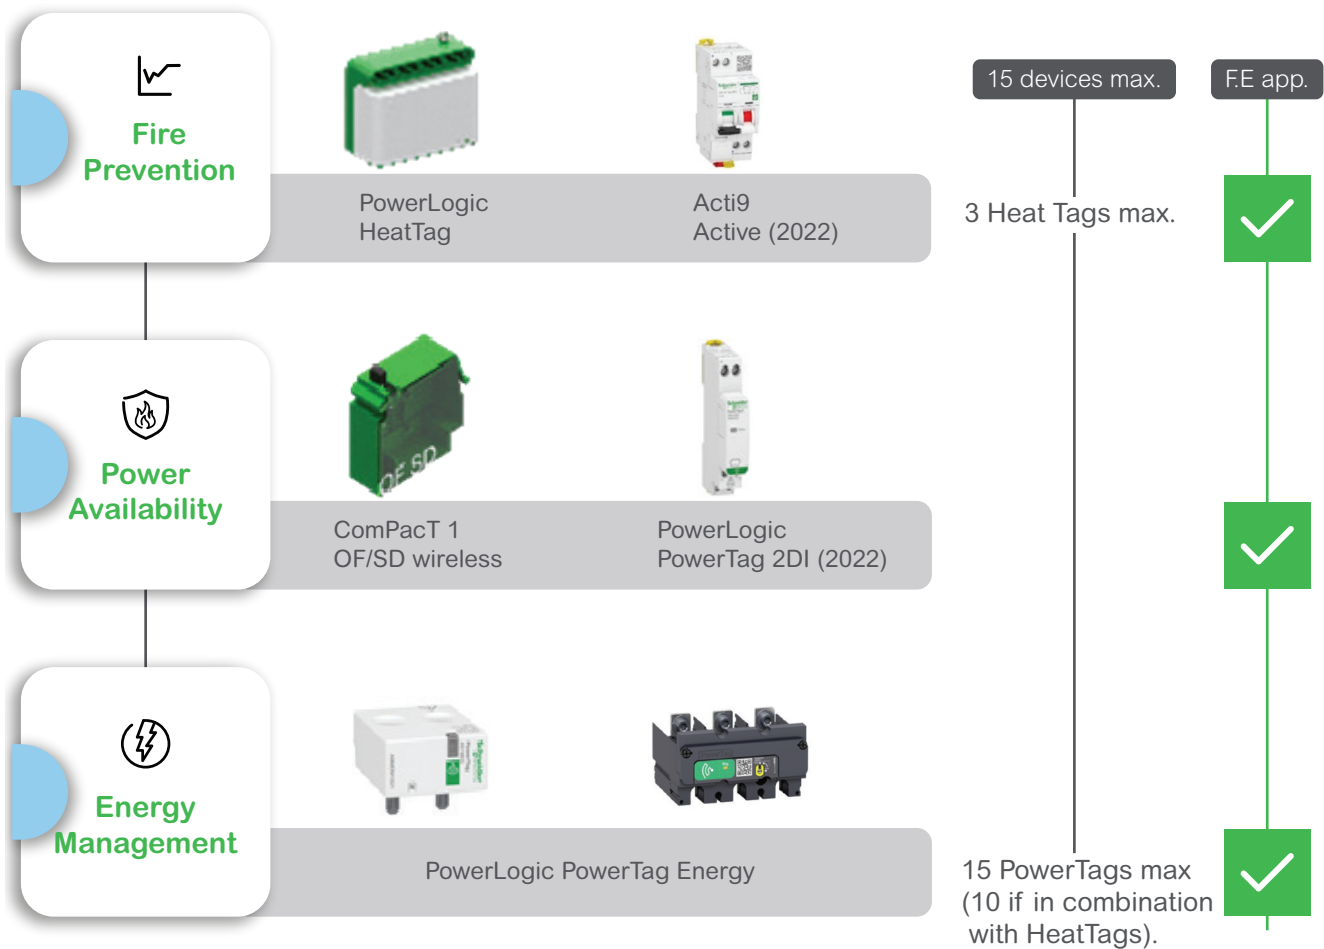 15 devices max.
F.E app.
Fire
Prevention
PowerLogic
HeatTag
Acti9
Active (2022)
3 Heat Tags max.
OF SD
Power
Availability
ComPacT 1
OF/SD wireless
PowerLogic
PowerTag 2DI (2022)
Schneider
PowerTag
Energy
Management
PowerLogic PowerTag Energy
15 PowerTags max
(10 if in combination
with HeatTags).